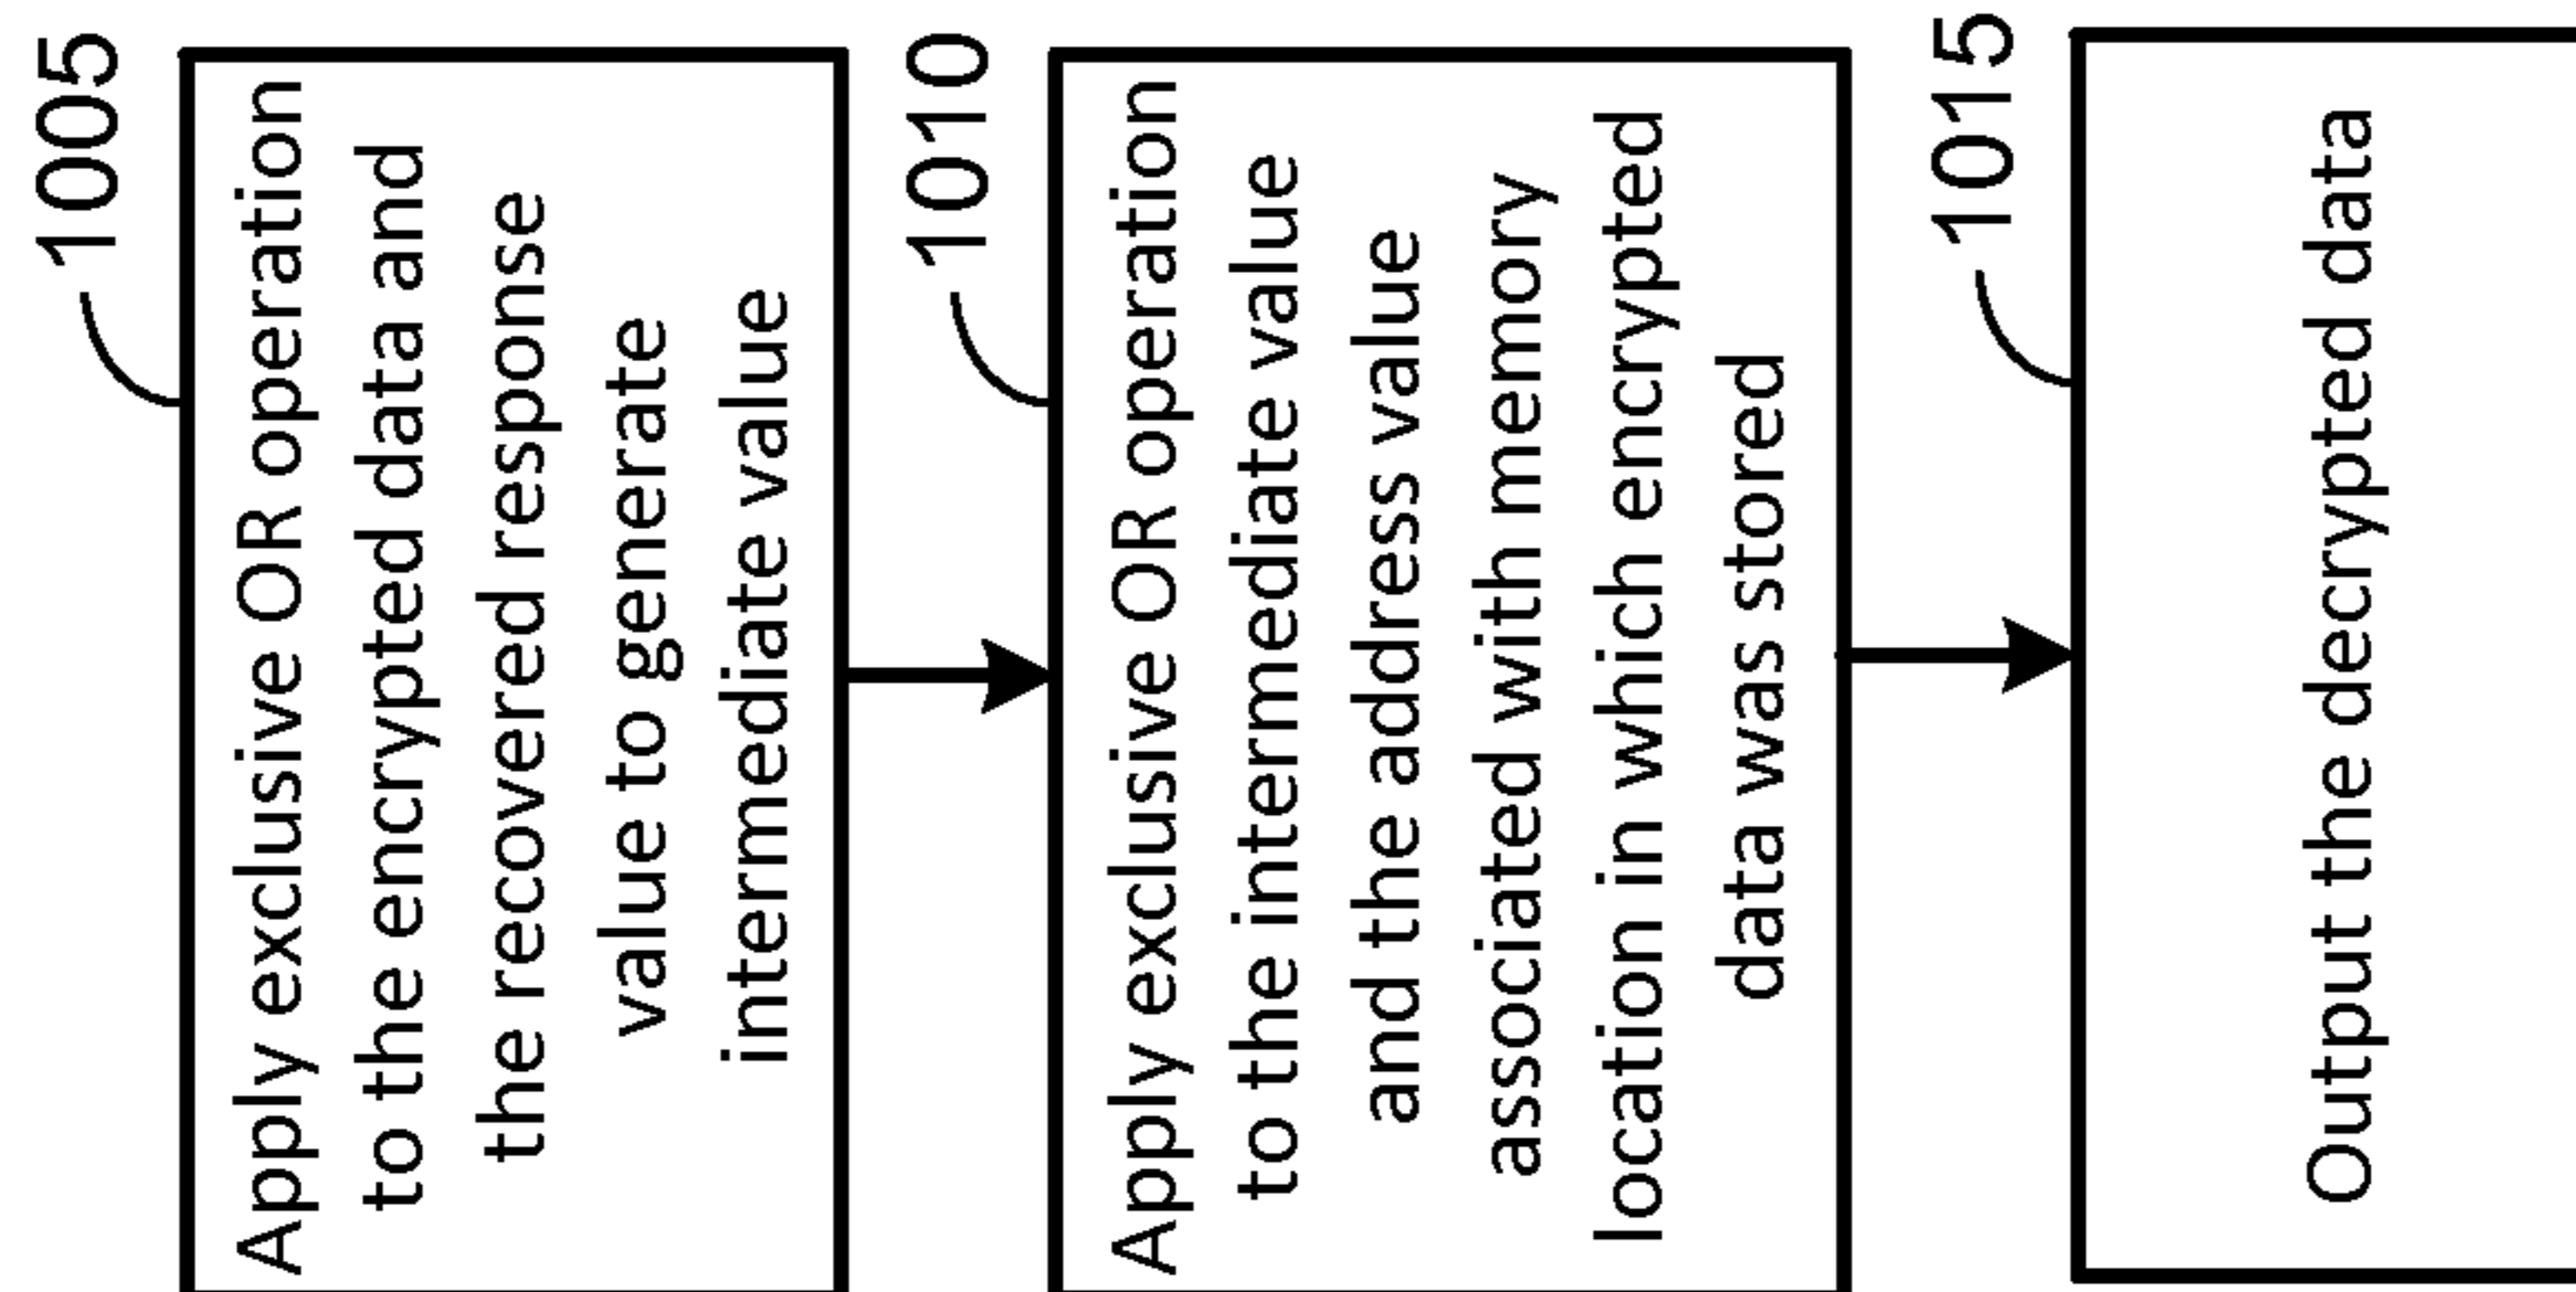 1005
Apply exclusive OR operation
to the encrypted data and
the recovered response
value to generate
intermediate value
1010
Apply exclusive OR operation
to the intermediate value
and the address value
associated with memory
location in which encrypted
data was stored
1015
Output the decrypted data